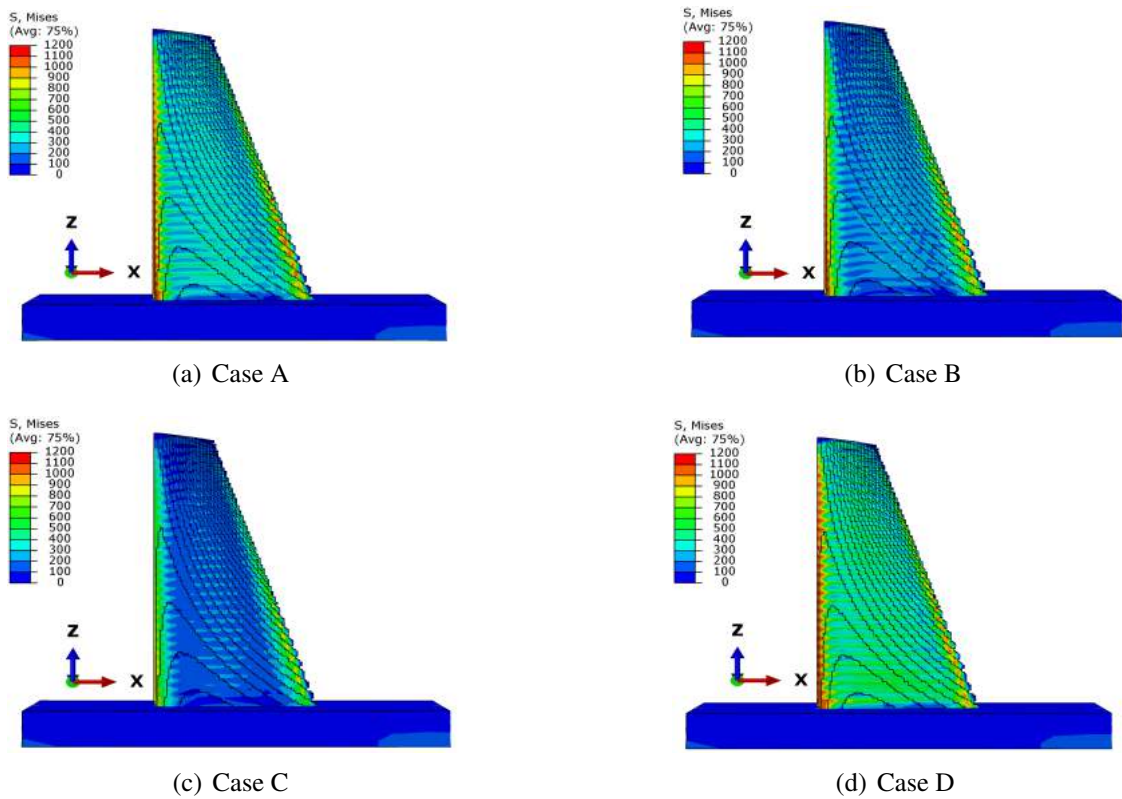 S, Mises
(Avg: 75%)
1200
1100
1000
900
800
700
600
500
400
300
200
100
0
Z
X
(a) Case A
S, Mises
(Avg: 75%)
1200
1100
1000
900
800
700
600
500
400
300
200
100
0
Z
X
(b) Case B
S, Mises
(Avg: 75%)
1200
1100
1000
900
800
700
600
500
400
300
200
100
0
Z
X
(c) Case C
S, Mises
(Avg: 75%)
1200
1100
1000
900
800
700
600
500
400
300
200
100
0
Z
X
(d) Case D